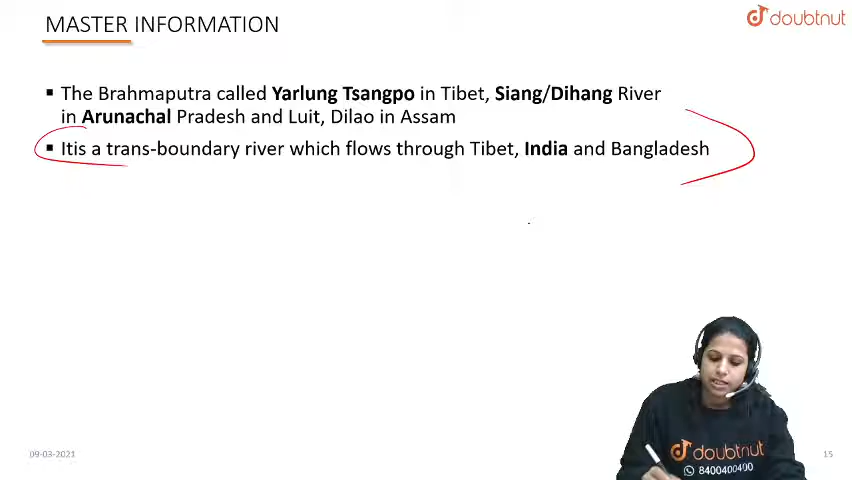 MASTER INFORMATION
doubtnut
▪ The Brahmaputra called Yarlung Tsangpo in Tibet, Siang/Dihang River
in Arunachal Pradesh and Luit, Dilao in Assam
▪ Itis a trans-boundary river which flows through Tibet, India and Bangladesh
doubtnut
8400400400
09-03-2021
15